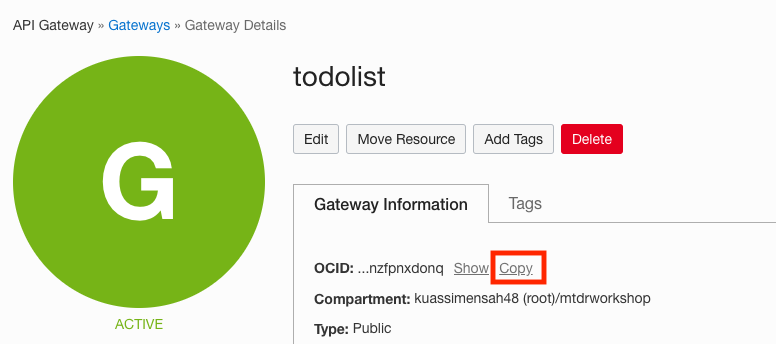 API Gateway » Gateways » Gateway Details
G
ACTIVE
todolist
Edit Move Resource Add Tags Delete
Gateway Information Tags
OCID: ...nzfpnxdonq Show Copy
Compartment: kuassimensah48 (root)/mtdrworkshop
Type: Public